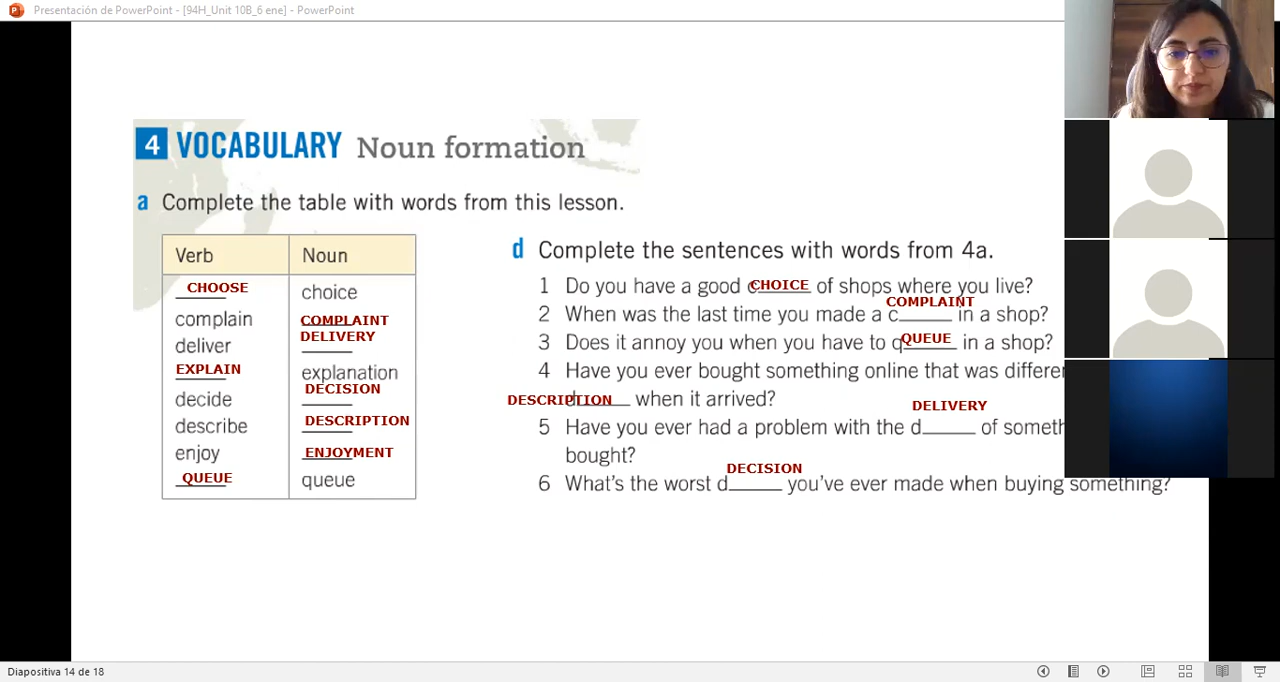 Presentación de PowerPoint - [94H_Unit 10B_6 ene] - PowerPoint
4 VOCABULARY Noun formation
a Complete the table with words from this lesson.
Verb Noun
CHOOSE choice
complain COMPLAINT
deliver DELIVERY
EXPLAIN explanation
decide DECISION
describe DESCRIPTION
enjoy ENJOYMENT
QUEUE queue
d Complete the sentences with words from 4a.
1 Do you have a good c CHOICE of shops where you live?
2 When was the last time you made a c COMPLAINT in a shop?
3 Does it annoy you when you have to q QUEUE in a shop?
4 Have you ever bought something online that was
DESCRIPTION when it arrived?
5 Have you ever had a problem with the d DELIVERY of
bought?
6 What's the worst d DECISION you've ever made when buying something?
Diapositiva 14 de 18